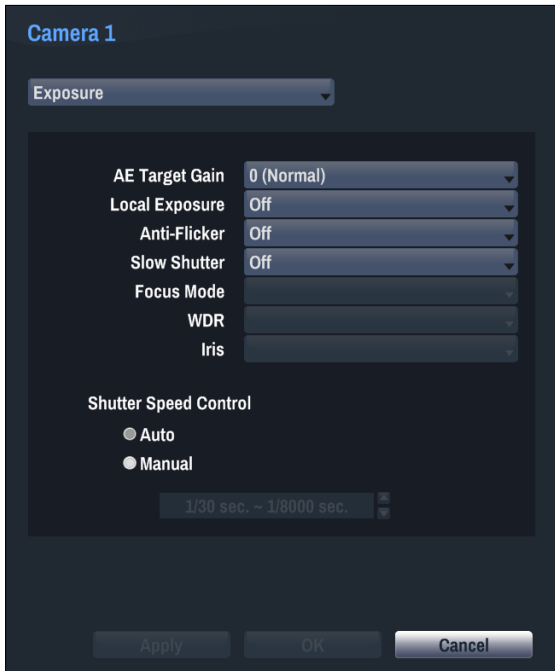 Camera 1
Exposure
AE Target Gain 0 (Normal)
Local Exposure Off
Anti-Flicker Off
Slow Shutter Off
Focus Mode
WDR
Iris
Shutter Speed Control
Auto
Manual
1/30 sec. ~ 1/8000 sec.
Apply OK Cancel